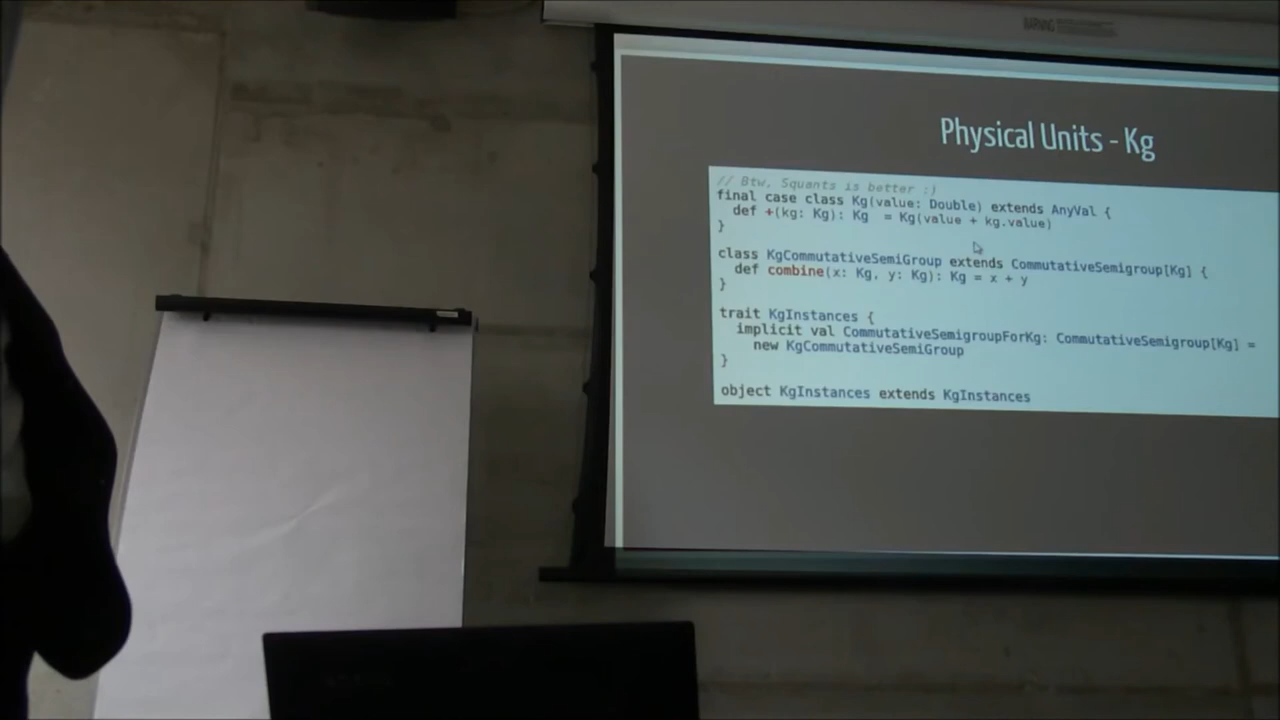 WARNING
Physical Units - Kg
// Btw, Squants is better :)
final case class Kg(value: Double) extends AnyVal {
def +(kg: Kg): Kg = Kg(value + kg.value)
}
class KgCommutativeSemiGroup extends CommutativeSemigroup[Kg] {
def combine(x: Kg, y: Kg): Kg = x + y
}
trait KgInstances {
implicit val CommutativeSemigroupForKg: CommutativeSemigroup[Kg] =
new KgCommutativeSemiGroup
}
object KgInstances extends KgInstances